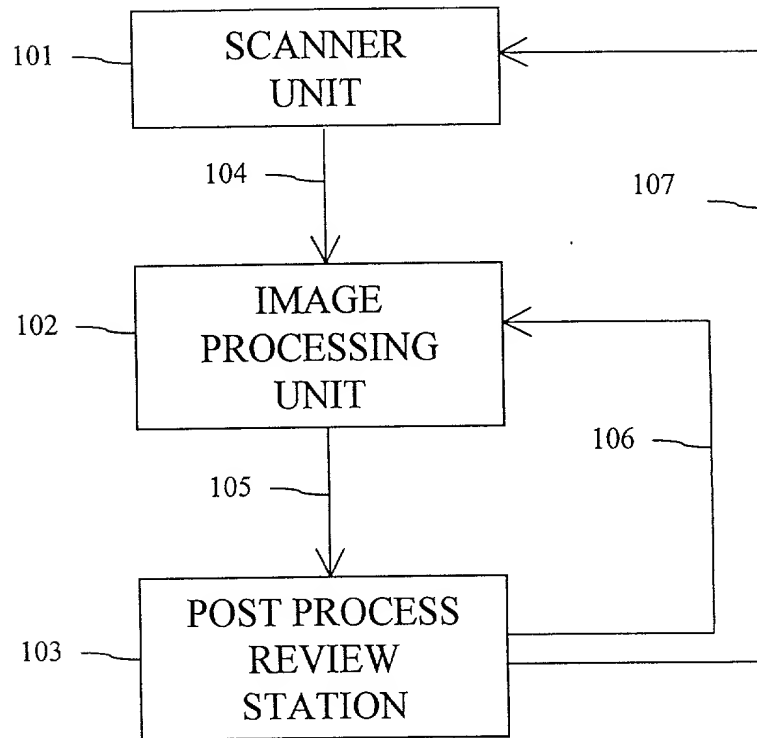 101
SCANNER
UNIT
104
107
102
IMAGE
PROCESSING
UNIT
106
105
103
POST PROCESS
REVIEW
STATION